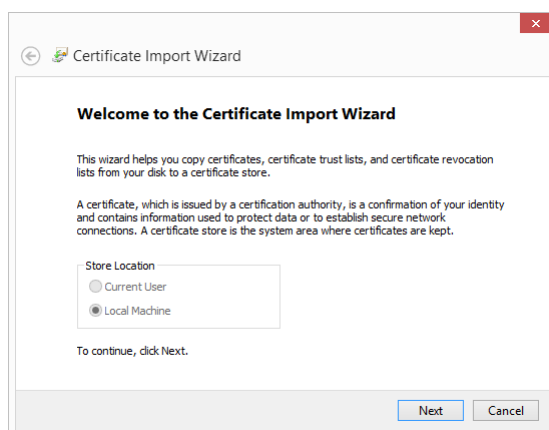 Certificate Import Wizard
Welcome to the Certificate Import Wizard
This wizard helps you copy certificates, certificate trust lists, and certificate revocation
lists from your disk to a certificate store.
A certificate, which is issued by a certification authority, is a confirmation of your identity
and contains information used to protect data or to establish secure network
connections. A certificate store is the system area where certificates are kept.
Store Location
Current User
Local Machine
To continue, click Next.
Next Cancel